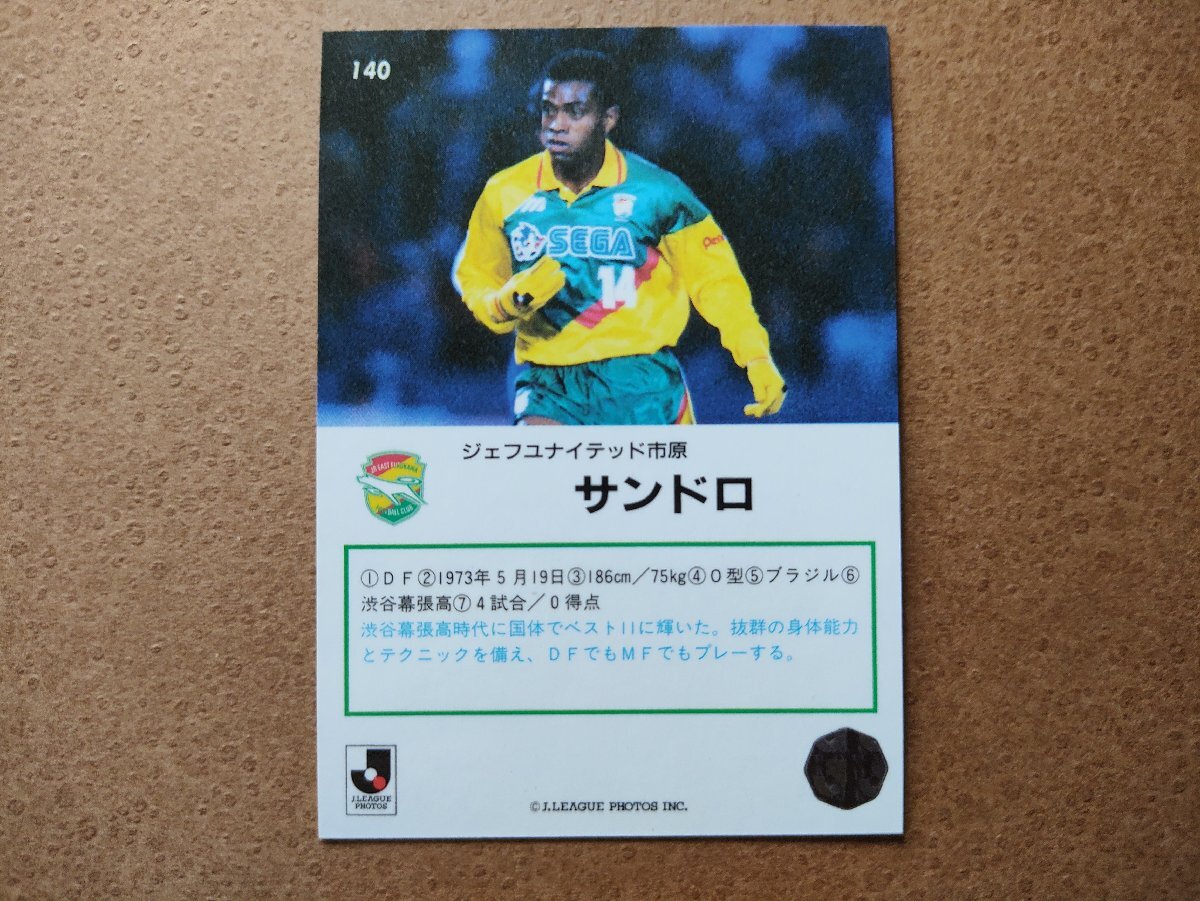 140
SEGA
14
ジェフユナイテッド市原
サンドロ
JR EAST FURUKAWA
FOOTBALL CLUB
①DF②1973年5月19日③186cm／75kg④O型⑤ブラジル⑥
渋谷幕張高⑦4試合／0得点
渋谷幕張高時代に国体でベスト11に輝いた。抜群の身体能力
とテクニックを備え、DFでもMFでもプレーする。
J.LEAGUE
PHOTOS
©J.LEAGUE PHOTOS INC.